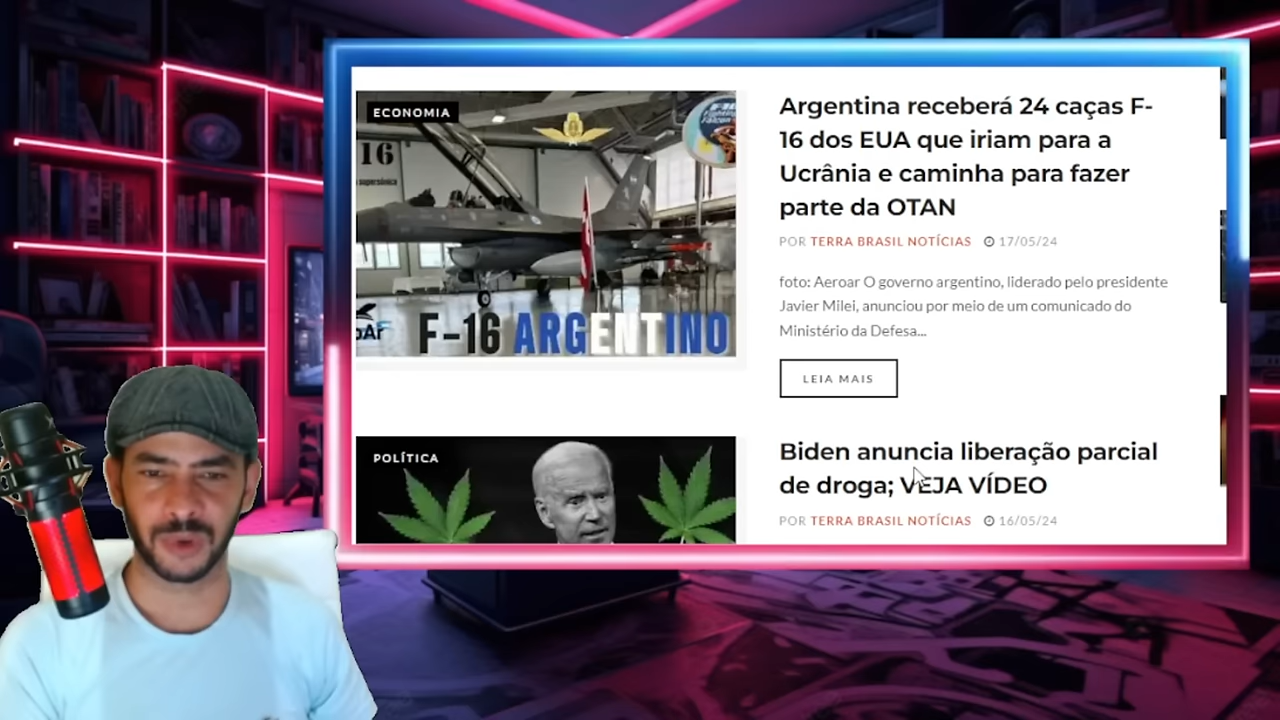 ECONOMIA
16
supersónica
F-16 ARGENTINO
Argentina receberá 24 caças F-
16 dos EUA que iriam para a
Ucrânia e caminha para fazer
parte da OTAN
POR TERRA BRASIL NOTÍCIAS 17/05/24
foto: Aeroar O governo argentino, liderado pelo presidente
Javier Milei, anunciou por meio de um comunicado do
Ministério da Defesa...
LEIA MAIS
POLÍTICA
Biden anuncia liberação parcial
de droga; VEJA VÍDEO
POR TERRA BRASIL NOTÍCIAS 16/05/24